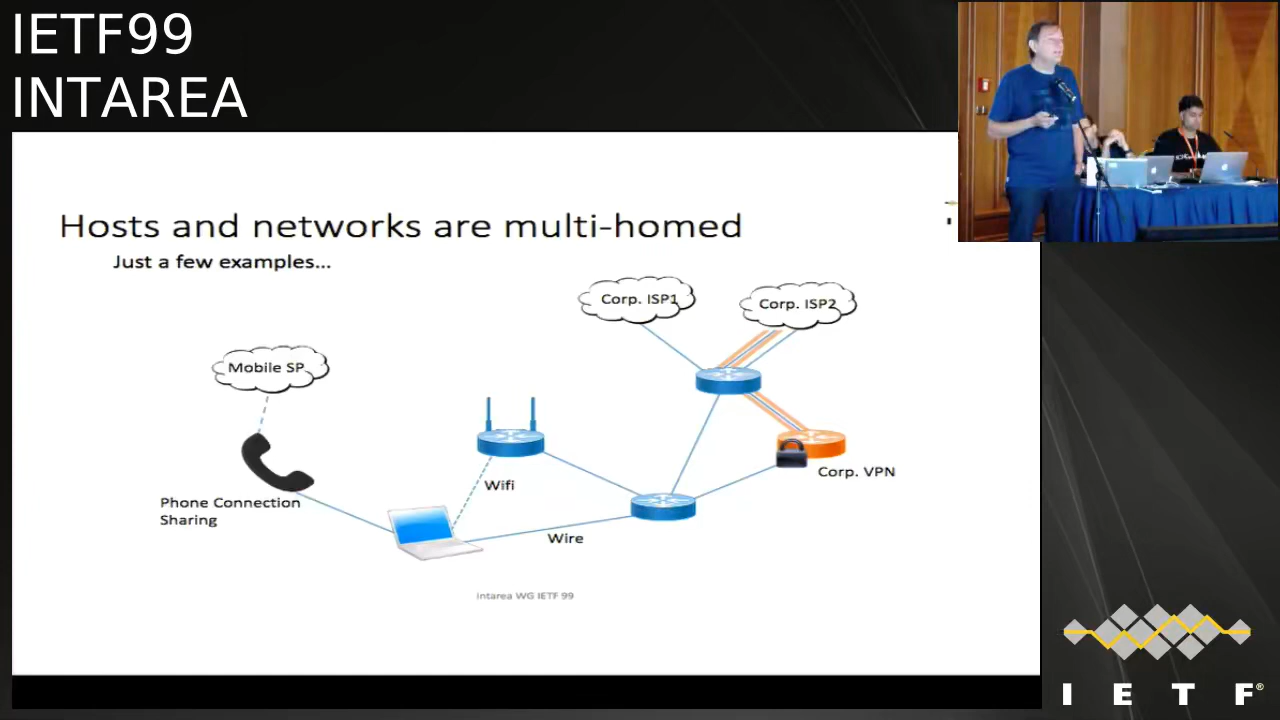 IETF99
INTAREA
Hosts and networks are multi-homed
Just a few examples...
Corp. ISP1
Corp. ISP2
Mobile SP
Corp. VPN
Wifi
Phone Connection
Sharing
Wire
intarea WG IETF 99
I E T F®